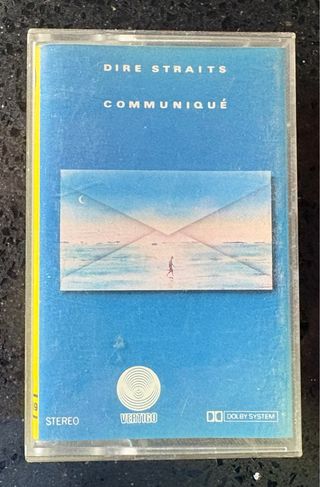 DIRE STRAITS
COMMUNIQUÉ
STEREO
VERTIGO
DOLBY SYSTEM